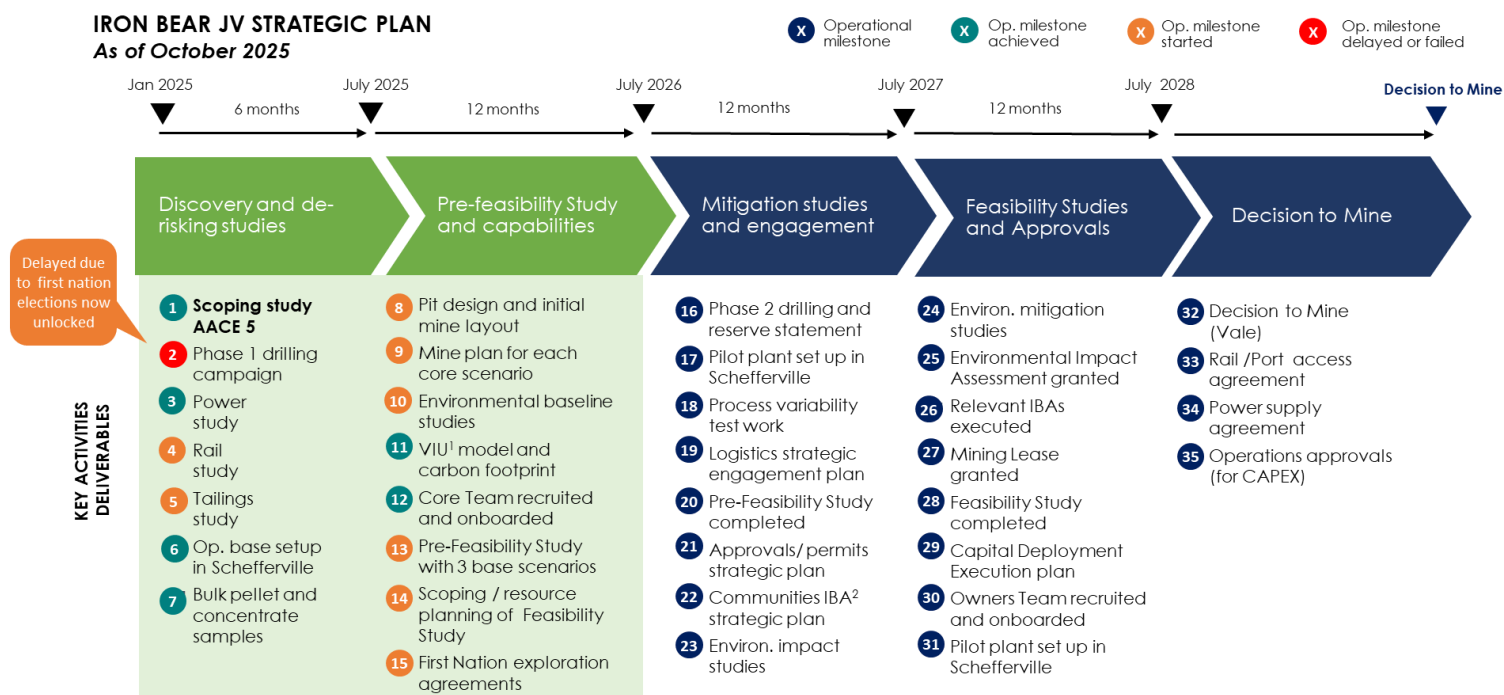 IRON BEAR JV STRATEGIC PLAN
As of October 2025
X Operational
milestone
X Op. milestone
achieved
X Op. milestone
started
X Op. milestone
delayed or failed
Jan 2025
July 2025
July 2026
July 2027
July 2028
Decision to Mine
6 months
12 months
12 months
12 months
Discovery and de-
risking studies
Pre-feasibility Study
and capabilities
Mitigation studies
and engagement
Feasibility Studies
and Approvals
Decision to Mine
Delayed due
to first nation
elections now
unlocked
KEY ACTIVITIES
DELIVERABLES
1 Scoping study
AACE 5
2 Phase 1 drilling
campaign
3 Power
study
4 Rail
study
5 Tailings
study
6 Op. base setup
in Schefferville
7 Bulk pellet and
concentrate
samples
8 Pit design and initial
mine layout
9 Mine plan for each
core scenario
10 Environmental baseline
studies
11 VIU¹ model and
carbon footprint
12 Core Team recruited
and onboarded
13 Pre-Feasibility Study
with 3 base scenarios
14 Scoping / resource
planning of Feasibility
Study
15 First Nation exploration
agreements
16 Phase 2 drilling and
reserve statement
17 Pilot plant set up in
Schefferville
18 Process variability
test work
19 Logistics strategic
engagement plan
20 Pre-Feasibility Study
completed
21 Approvals/ permits
strategic plan
22 Communities IBA²
strategic plan
23 Environ. impact
studies
24 Environ. mitigation
studies
25 Environmental Impact
Assessment granted
26 Relevant IBAs
executed
27 Mining Lease
granted
28 Feasibility Study
completed
29 Capital Deployment
Execution plan
30 Owners Team recruited
and onboarded
31 Pilot plant set up in
Schefferville
32 Decision to Mine
(Vale)
33 Rail /Port access
agreement
34 Power supply
agreement
35 Operations approvals
(for CAPEX)